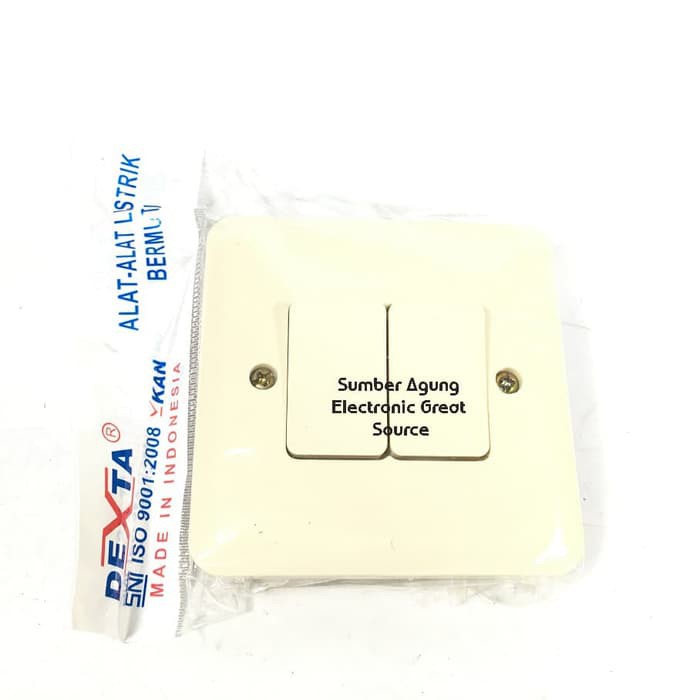 ALAT-ALAT LISTRIK
BERMUTU
DEXTA®
SNI ISO 9001:2008 KAN
MADE IN INDONESIA
Sumber Agung
Electronic Great
Source